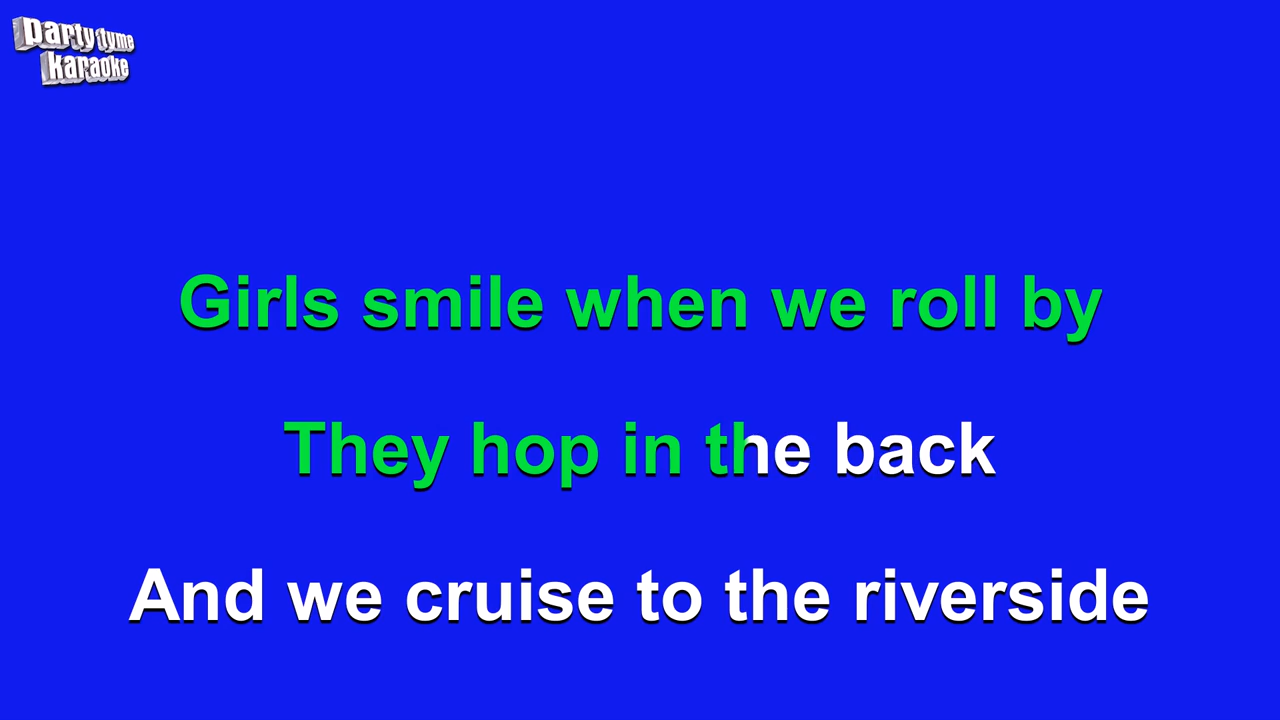 party tyme
karaoke
Girls smile when we roll by
They hop in the back
And we cruise to the riverside